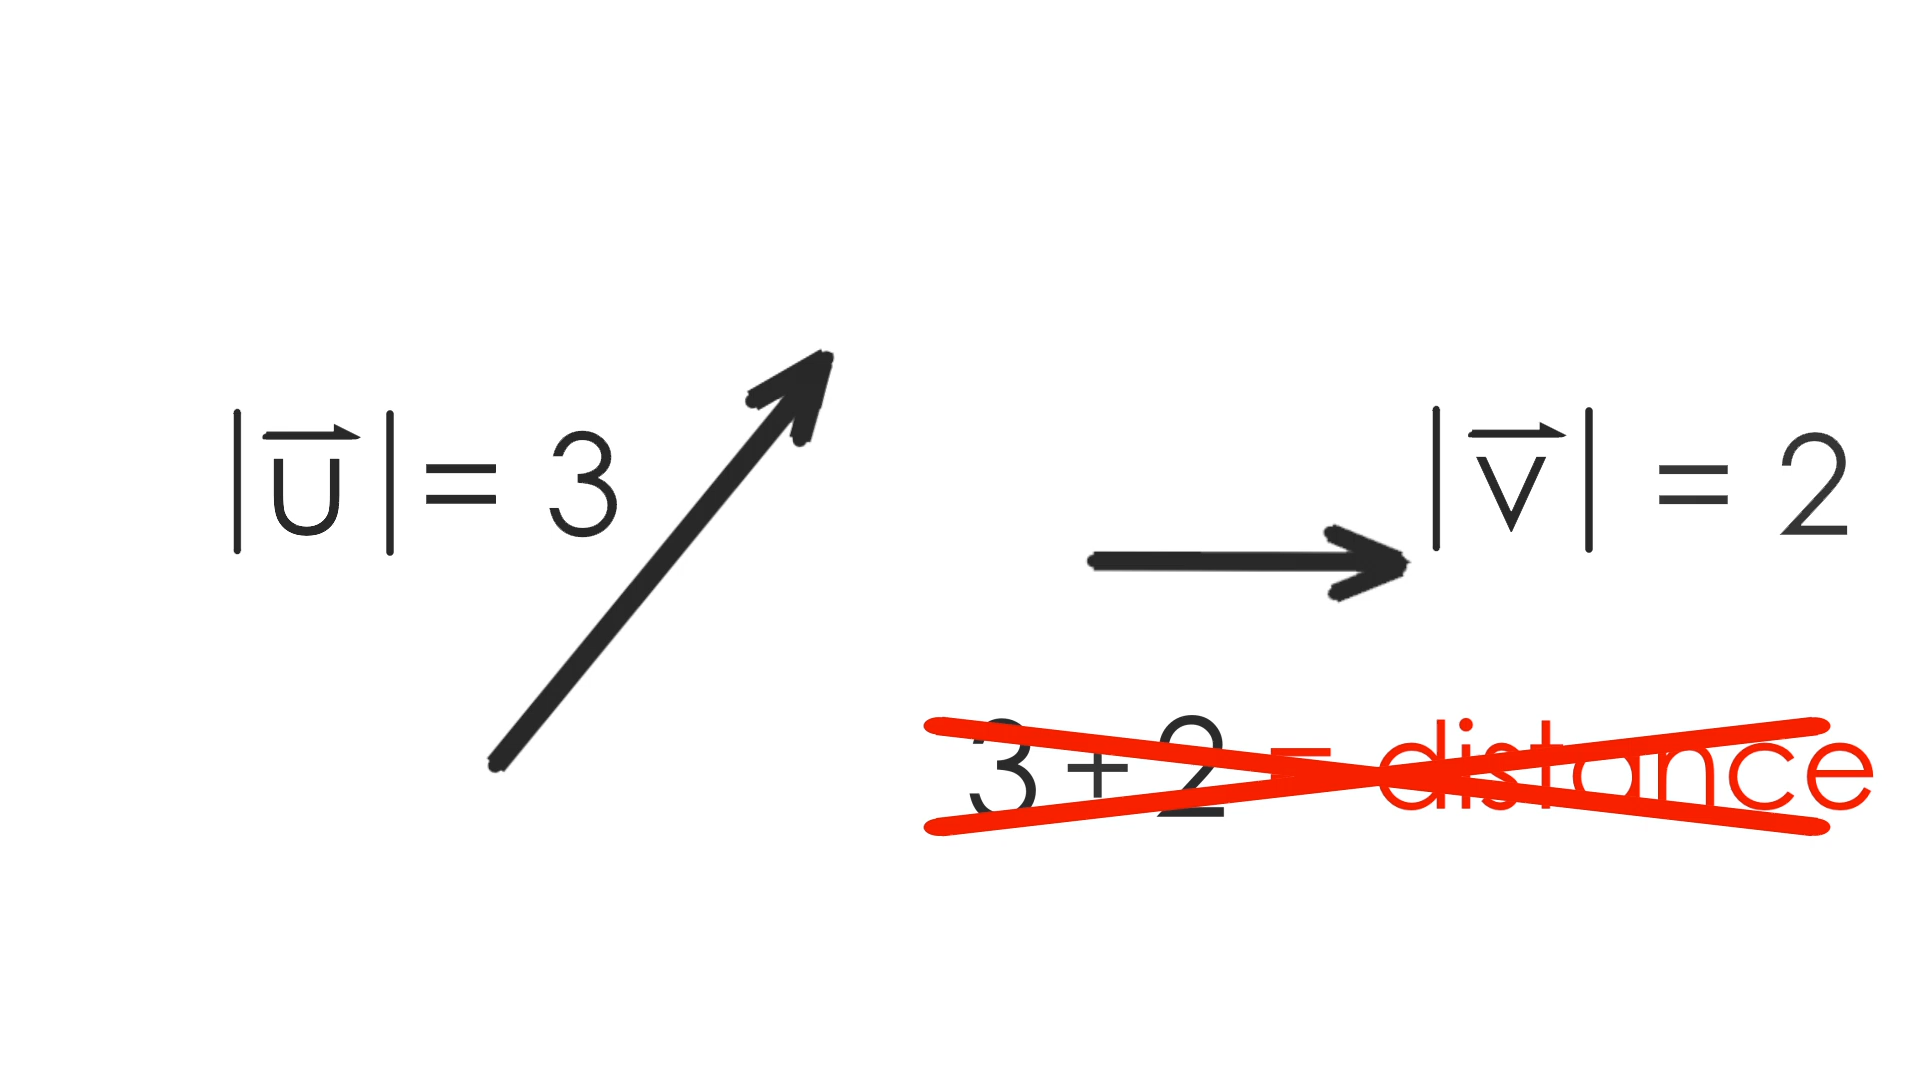 |u⃗| = 3
|v⃗| = 2
3 + 2 = distance